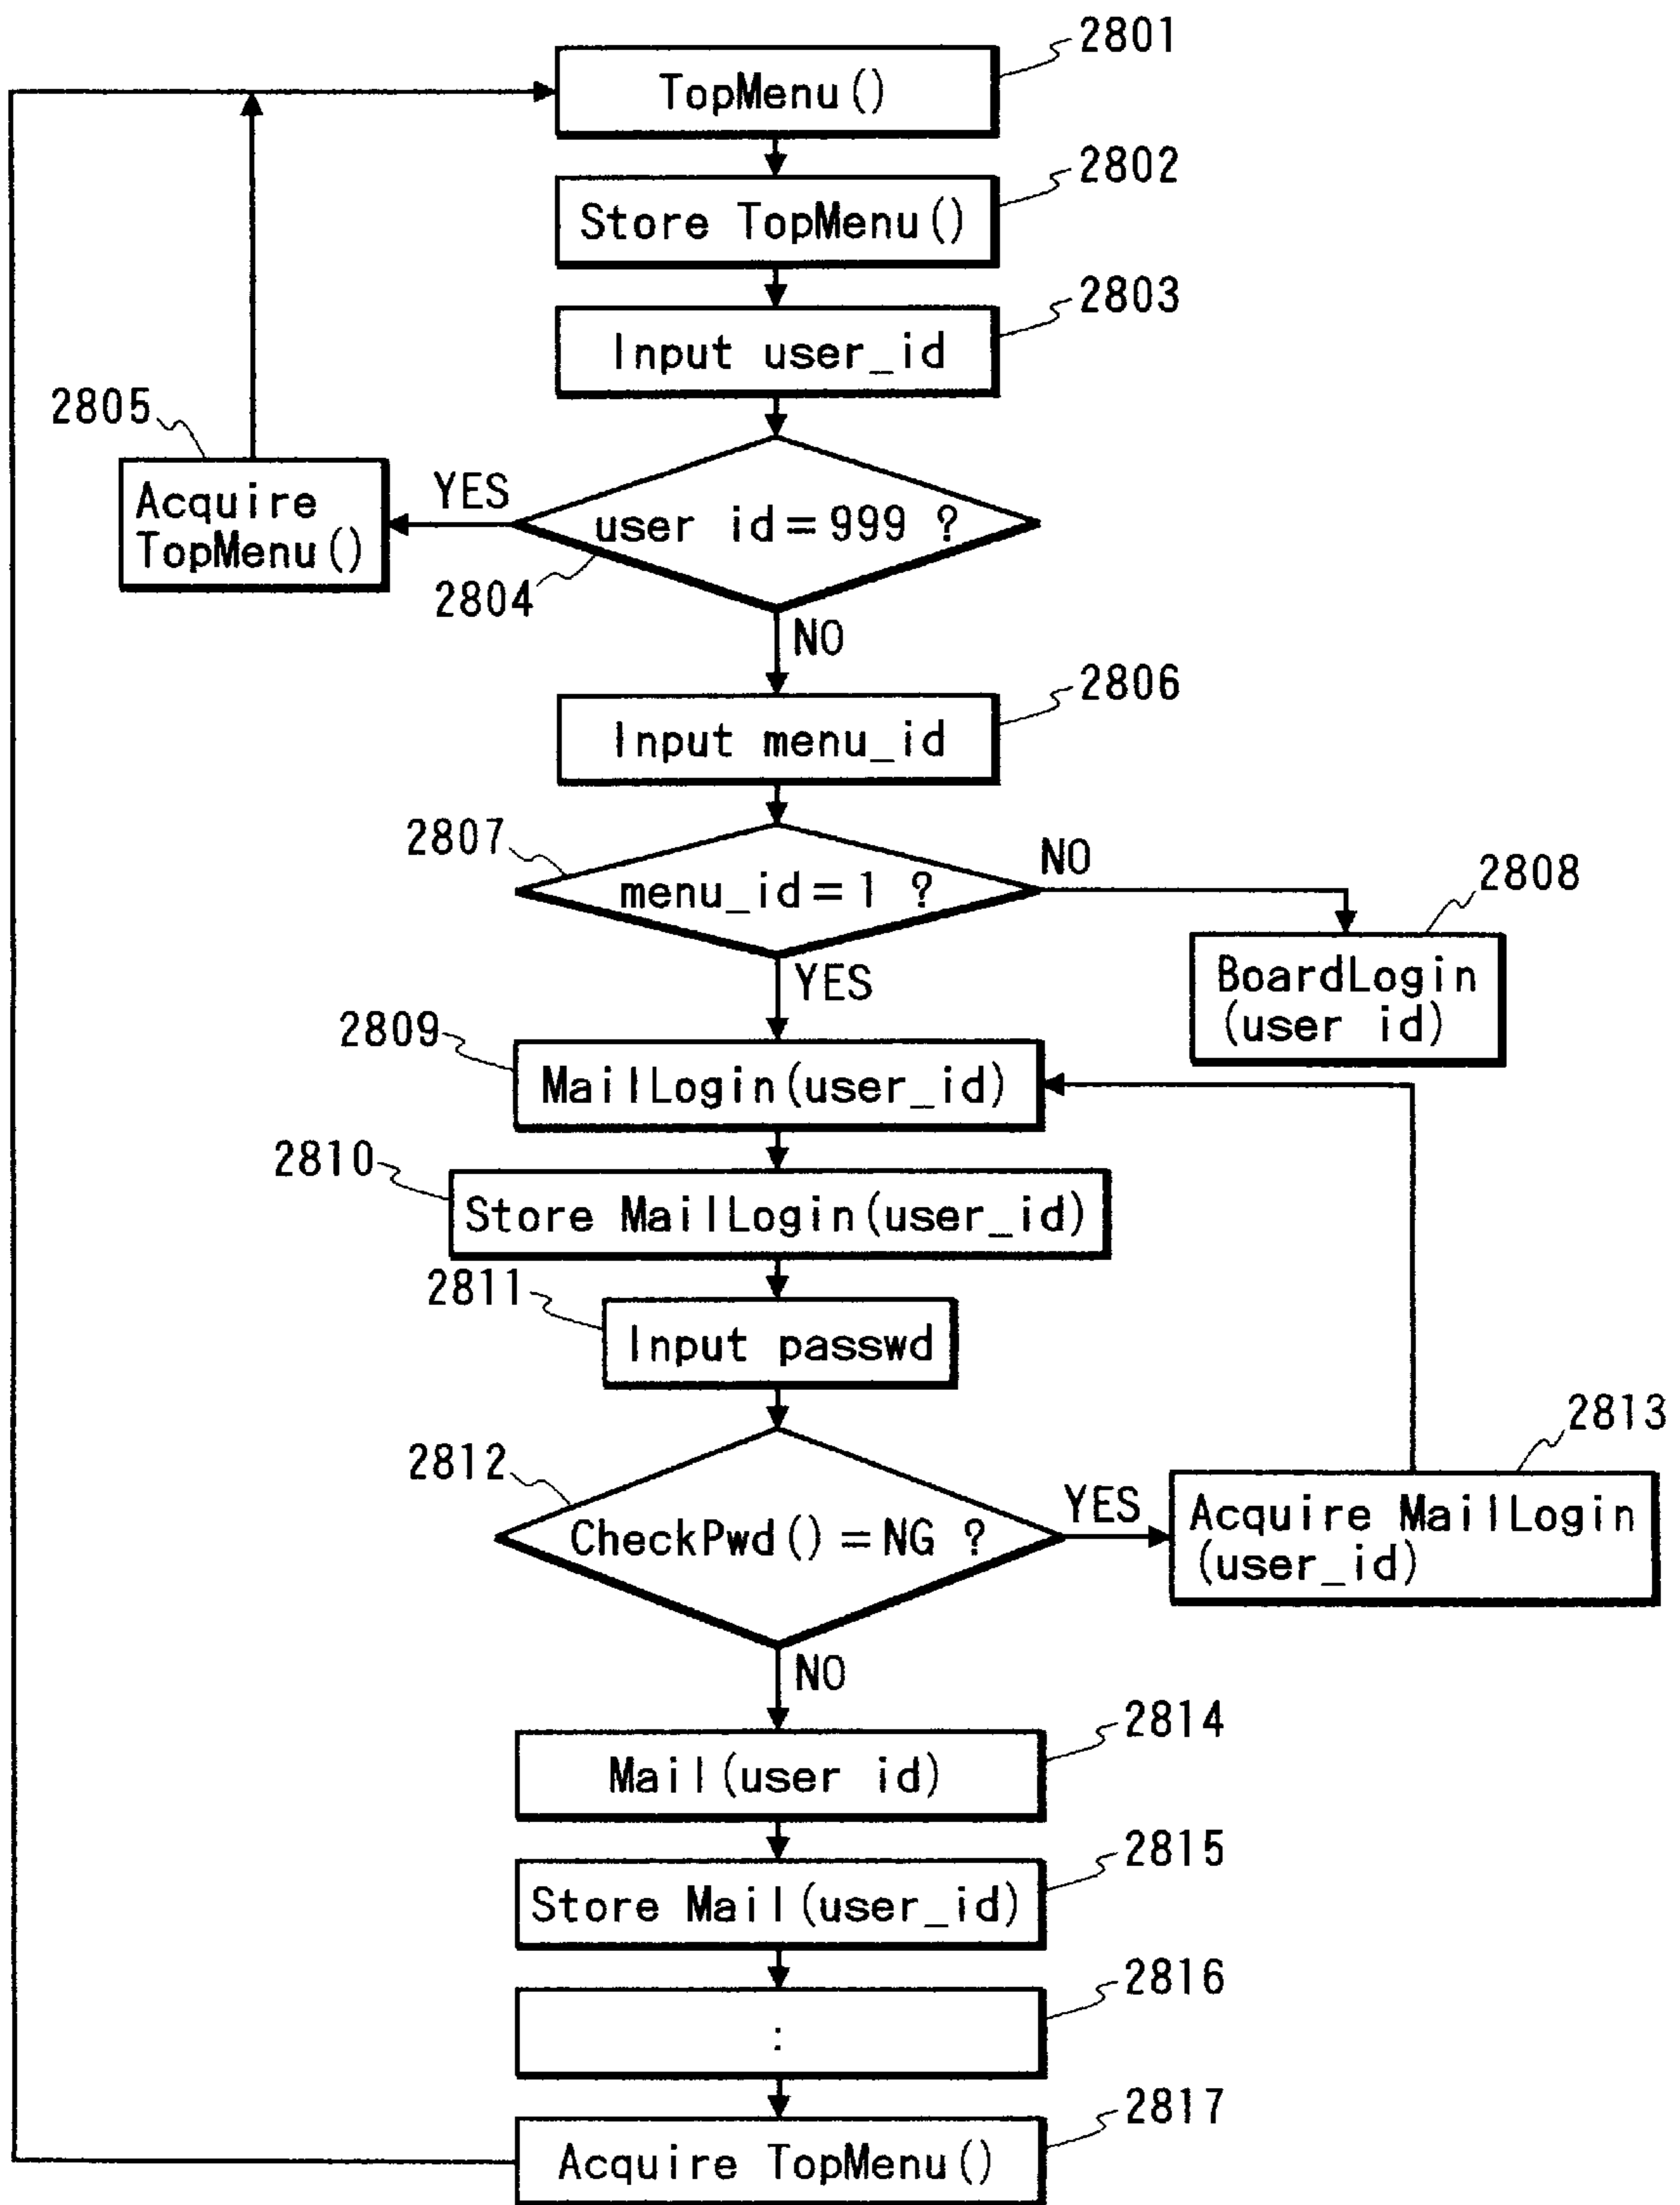 2801
TopMenu()
2802
Store TopMenu()
2803
Input user_id
2805
Acquire
TopMenu()
YES
user id=999 ?
2804
NO
2806
Input menu_id
2807
menu_id=1 ?
NO
2808
BoardLogin
(user id)
YES
2809
MailLogin(user_id)
2810
Store MailLogin(user_id)
2811
Input passwd
2812
CheckPwd()=NG ?
YES
2813
Acquire MailLogin
(user_id)
NO
2814
Mail(user id)
2815
Store Mail(user_id)
2816
:
2817
Acquire TopMenu()